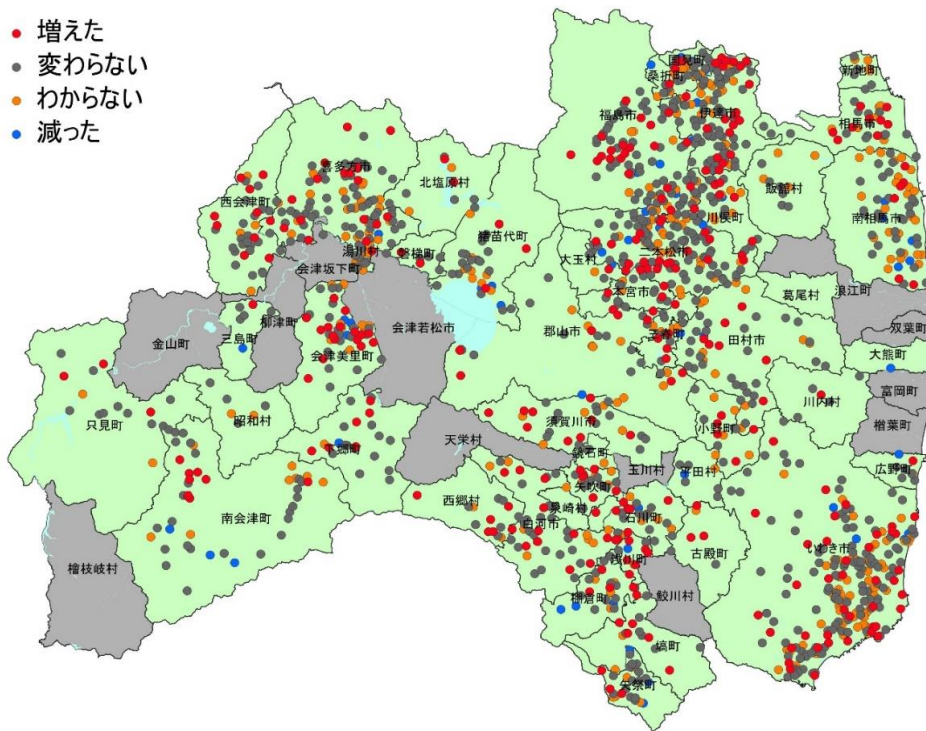 増えた
変わらない
わからない
減った
国見町
桑折町
新地町
福島市
伊達市
相馬市
喜多方市
北塩原村
西会津町
飯舘村
川俣町
南相馬市
猪苗代町
湯川村
磐梯町
大玉村
二本松市
会津坂下町
本宮市
葛尾村
浪江町
会津若松市
柳津町
三島町
金山町
郡山市
三春町
田村市
双葉町
会津美里町
大熊町
富岡町
川内村
只見町
昭和村
須賀川市
小野町
楢葉町
天栄村
下郷町
鏡石町
玉川村
平田村
広野町
矢吹町
西郷村
泉崎村
南会津町
白河市
石川町
いわき市
古殿町
浅川町
檜枝岐村
鮫川村
棚倉町
塙町
矢祭町